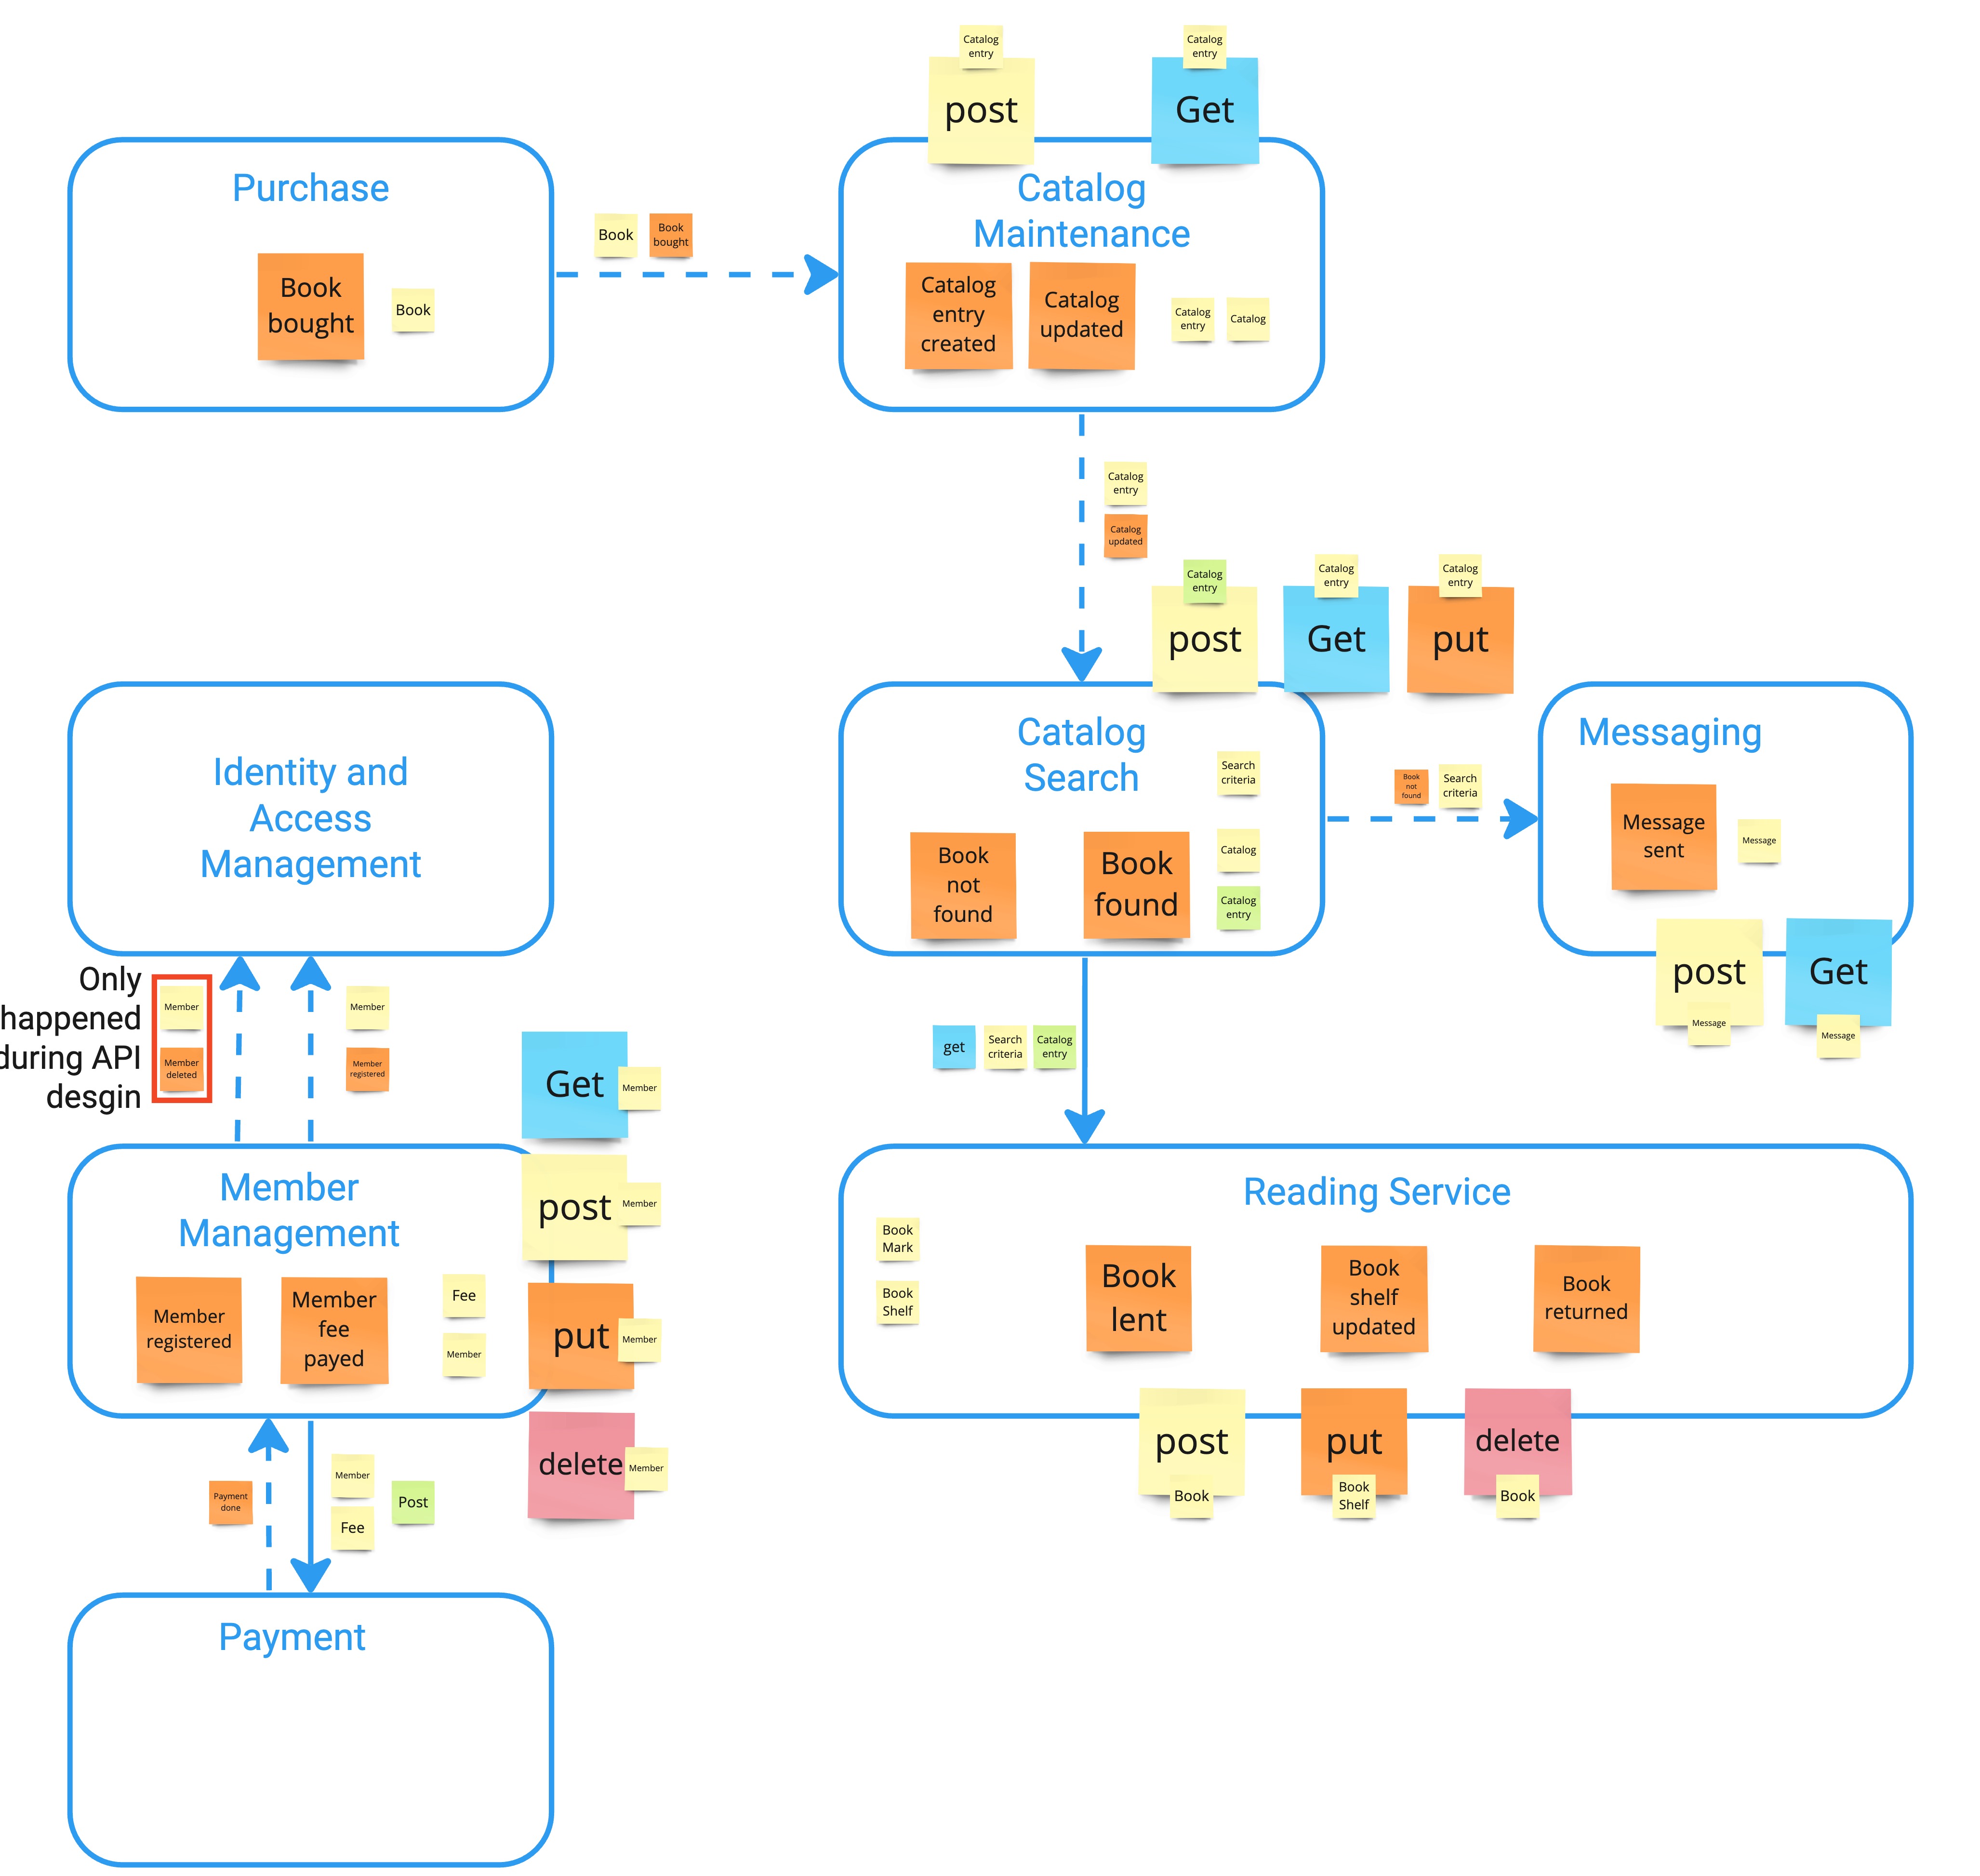 Catalog
entry
post
Catalog
entry
Get
Purchase
Book
bought
Book
Book
Book
bought
Catalog
Maintenance
Catalog
entry
created
Catalog
updated
Catalog
entry
Catalog
Catalog
entry
Catalog
updated
Catalog
entry
post
Catalog
entry
Get
Catalog
entry
put
Identity and
Access
Management
Catalog
Search
Search
criteria
Book
not
found
Book
found
Catalog
Catalog
entry
Book
not
found
Search
criteria
Messaging
Message
sent
Message
post
Message
Get
Message
Only
happened
during API
desgin
Member
Member
deleted
Member
Member
registered
get
Search
criteria
Catalog
entry
Get
Member
post
Member
put
Member
delete
Member
Member
Management
Member
registered
Member
fee
payed
Fee
Member
Reading Service
Book
Mark
Book
Shelf
Book
lent
Book
shelf
updated
Book
returned
post
Book
put
Book
Shelf
delete
Book
Payment
done
Member
Fee
Post
Payment